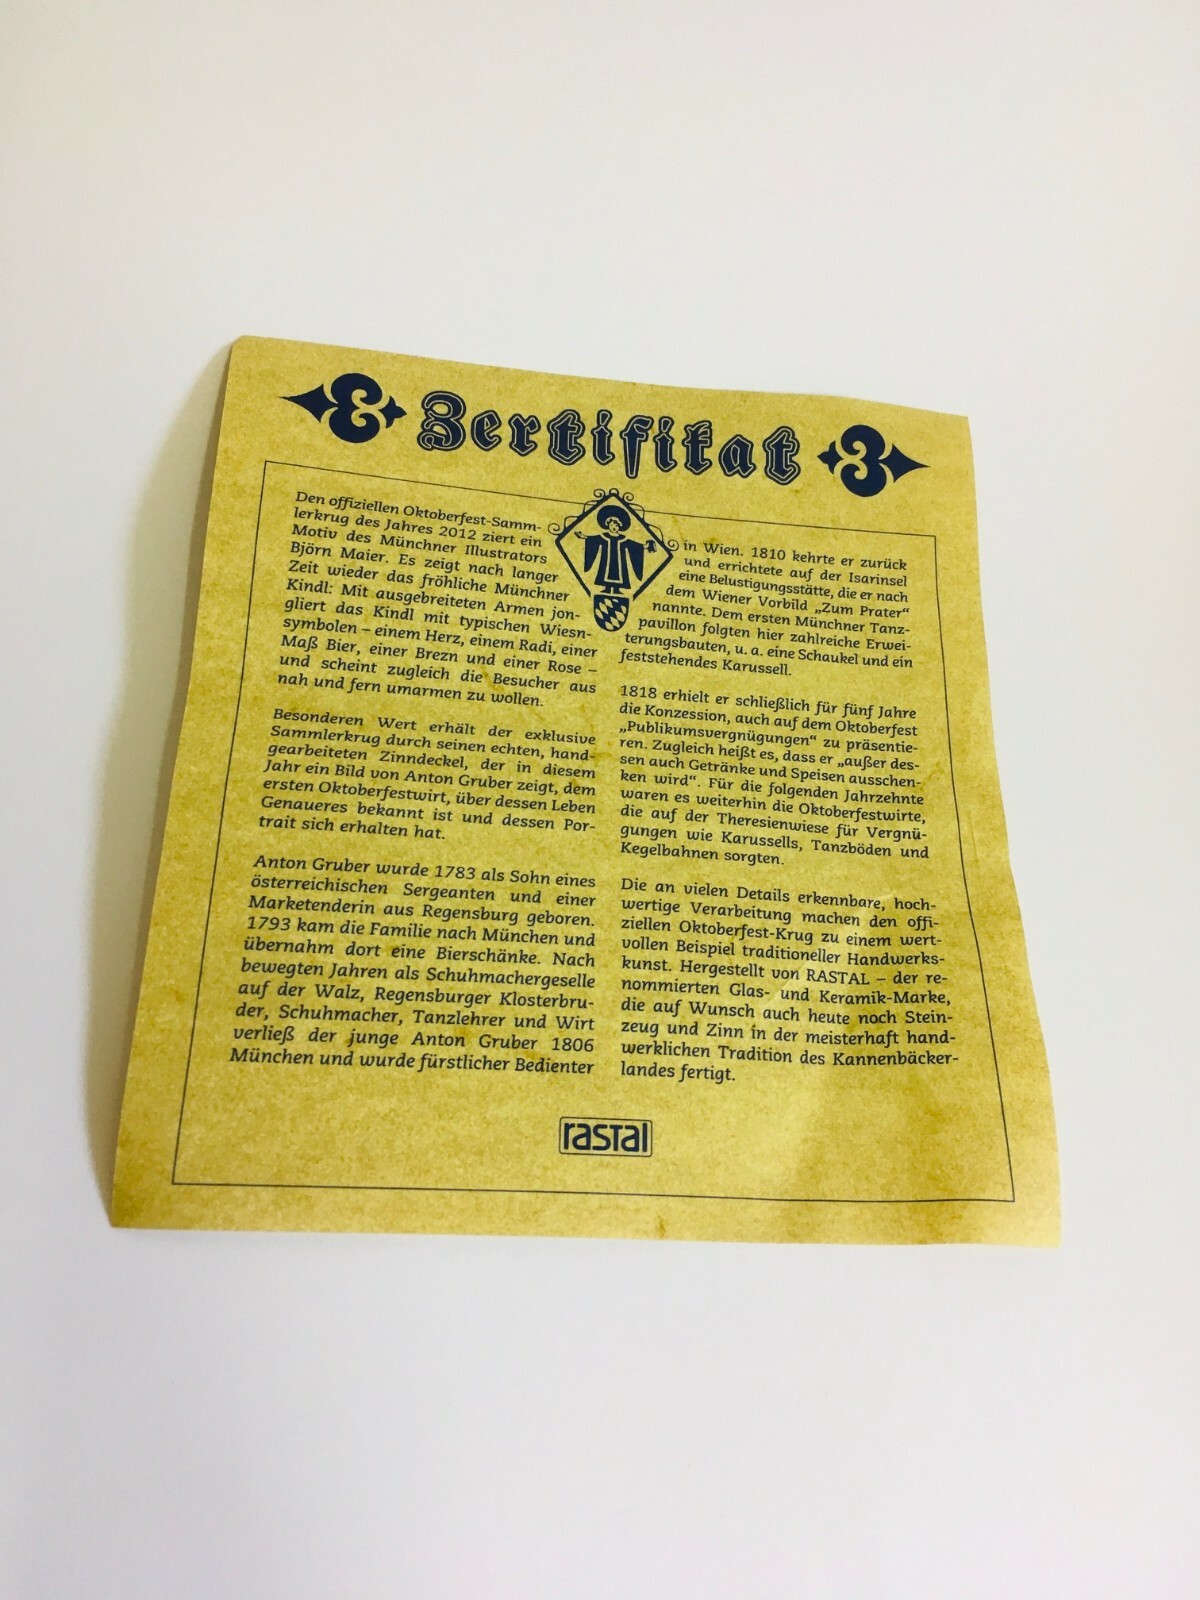 Zertifikat
Den offiziellen Oktoberfest-Samm-
lerkrug des Jahres 2012 ziert ein
Motiv des Münchner Illustrators
Björn Maier. Es zeigt nach langer
Zeit wieder das fröhliche Münchner
Kindl: Mit ausgebreiteten Armen jon-
gliert das Kindl mit typischen Wiesn-
symbolen – einem Herz, einem Radi, einer
Maß Bier, einer Brezn und einer Rose –
und scheint zugleich die Besucher aus
nah und fern umarmen zu wollen.
Besonderen Wert erhält der exklusive
Sammlerkrug durch seinen echten, hand-
gearbeiteten Zinndeckel, der in diesem
Jahr ein Bild von Anton Gruber zeigt, dem
ersten Oktoberfestwirt, über dessen Leben
Genaueres bekannt ist und dessen Por-
trait sich erhalten hat.
Anton Gruber wurde 1783 als Sohn eines
österreichischen Sergeanten und einer
Marketenderin aus Regensburg geboren.
1793 kam die Familie nach München und
übernahm dort eine Bierschänke. Nach
bewegten Jahren als Schuhmachergeselle
auf der Walz, Regensburger Klosterbru-
der, Schuhmacher, Tanzlehrer und Wirt
verließ der junge Anton Gruber 1806
München und wurde fürstlicher Bedienter
in Wien. 1810 kehrte er zurück
und errichtete auf der Isarinsel
eine Belustigungsstätte, die er nach
dem Wiener Vorbild „Zum Prater“
nannte. Dem ersten Münchner Tanz-
pavillon folgten hier zahlreiche Erwei-
terungsbauten, u. a. eine Schaukel und ein
feststehendes Karussell.
1818 erhielt er schließlich für fünf Jahre
die Konzession, auch auf dem Oktoberfest
„Publikumsvergnügungen“ zu präsentie-
ren. Zugleich heißt es, dass er „außer des-
sen auch Getränke und Speisen ausschen-
ken wird“. Für die folgenden Jahrzehnte
waren es weiterhin die Oktoberfestwirte,
die auf der Theresienwiese für Vergnü-
gungen wie Karussells, Tanzböden und
Kegelbahnen sorgten.
Die an vielen Details erkennbare, hoch-
wertige Verarbeitung machen den offi-
ziellen Oktoberfest-Krug zu einem wert-
vollen Beispiel traditioneller Handwerks-
kunst. Hergestellt von RASTAL – der re-
nommierten Glas- und Keramik-Marke,
die auf Wunsch auch heute noch Stein-
zeug und Zinn in der meisterhaft hand-
werklichen Tradition des Kannenbäcker-
landes fertigt.
rastal